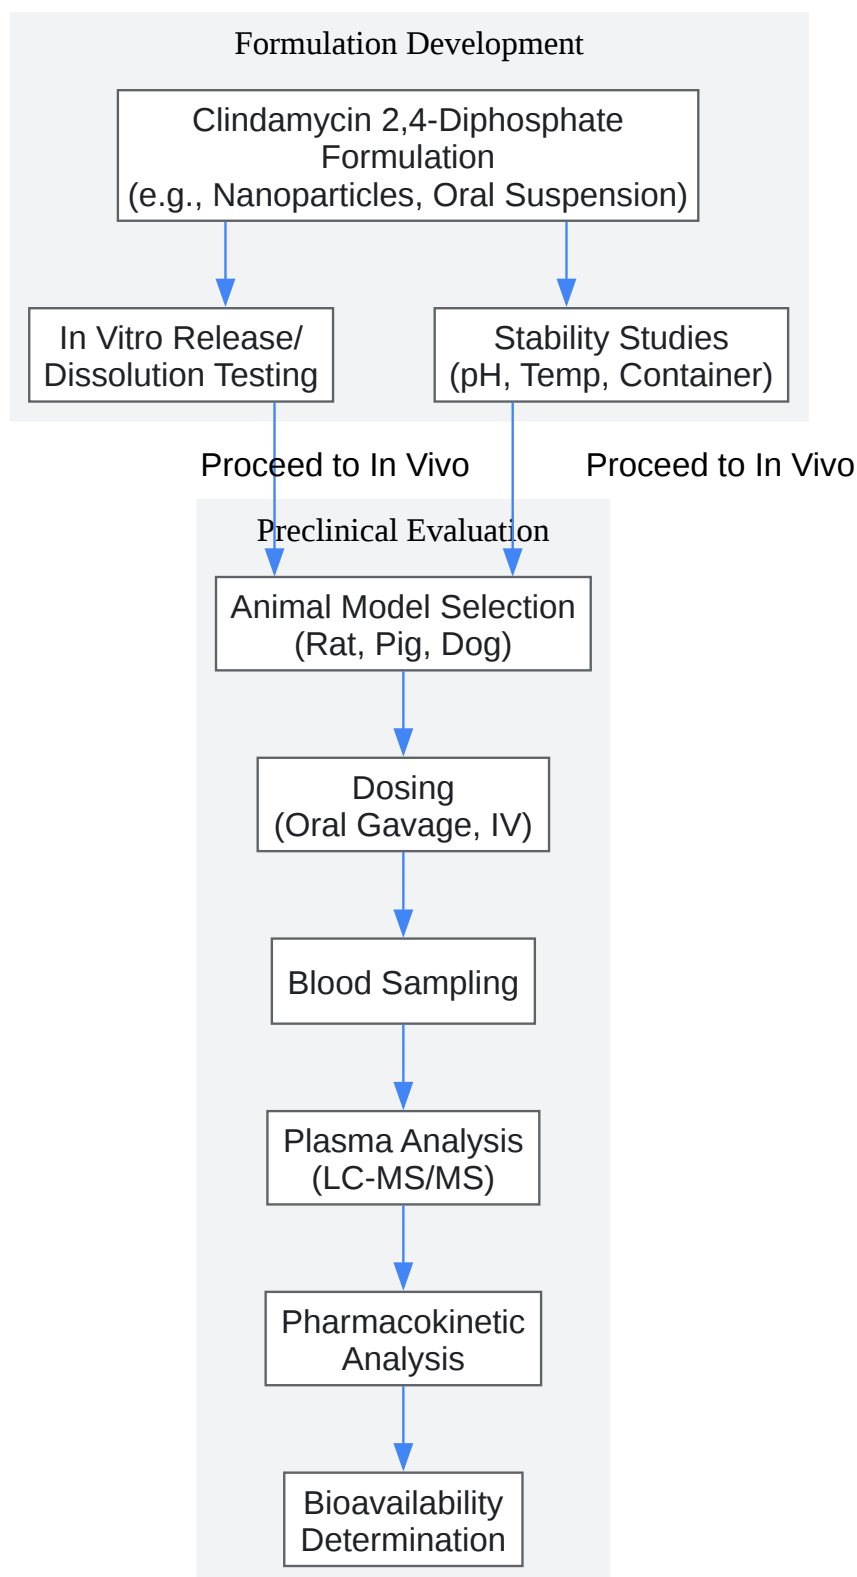 Formulation Development
Clindamycin 2,4-Diphosphate
Formulation
(e.g., Nanoparticles, Oral Suspension)
In Vitro Release/
Dissolution Testing
Stability Studies
(pH, Temp, Container)
Proceed to In Vivo
Proceed to In Vivo
Preclinical Evaluation
Animal Model Selection
(Rat, Pig, Dog)
Dosing
(Oral Gavage, IV)
Blood Sampling
Plasma Analysis
(LC-MS/MS)
Pharmacokinetic
Analysis
Bioavailability
Determination